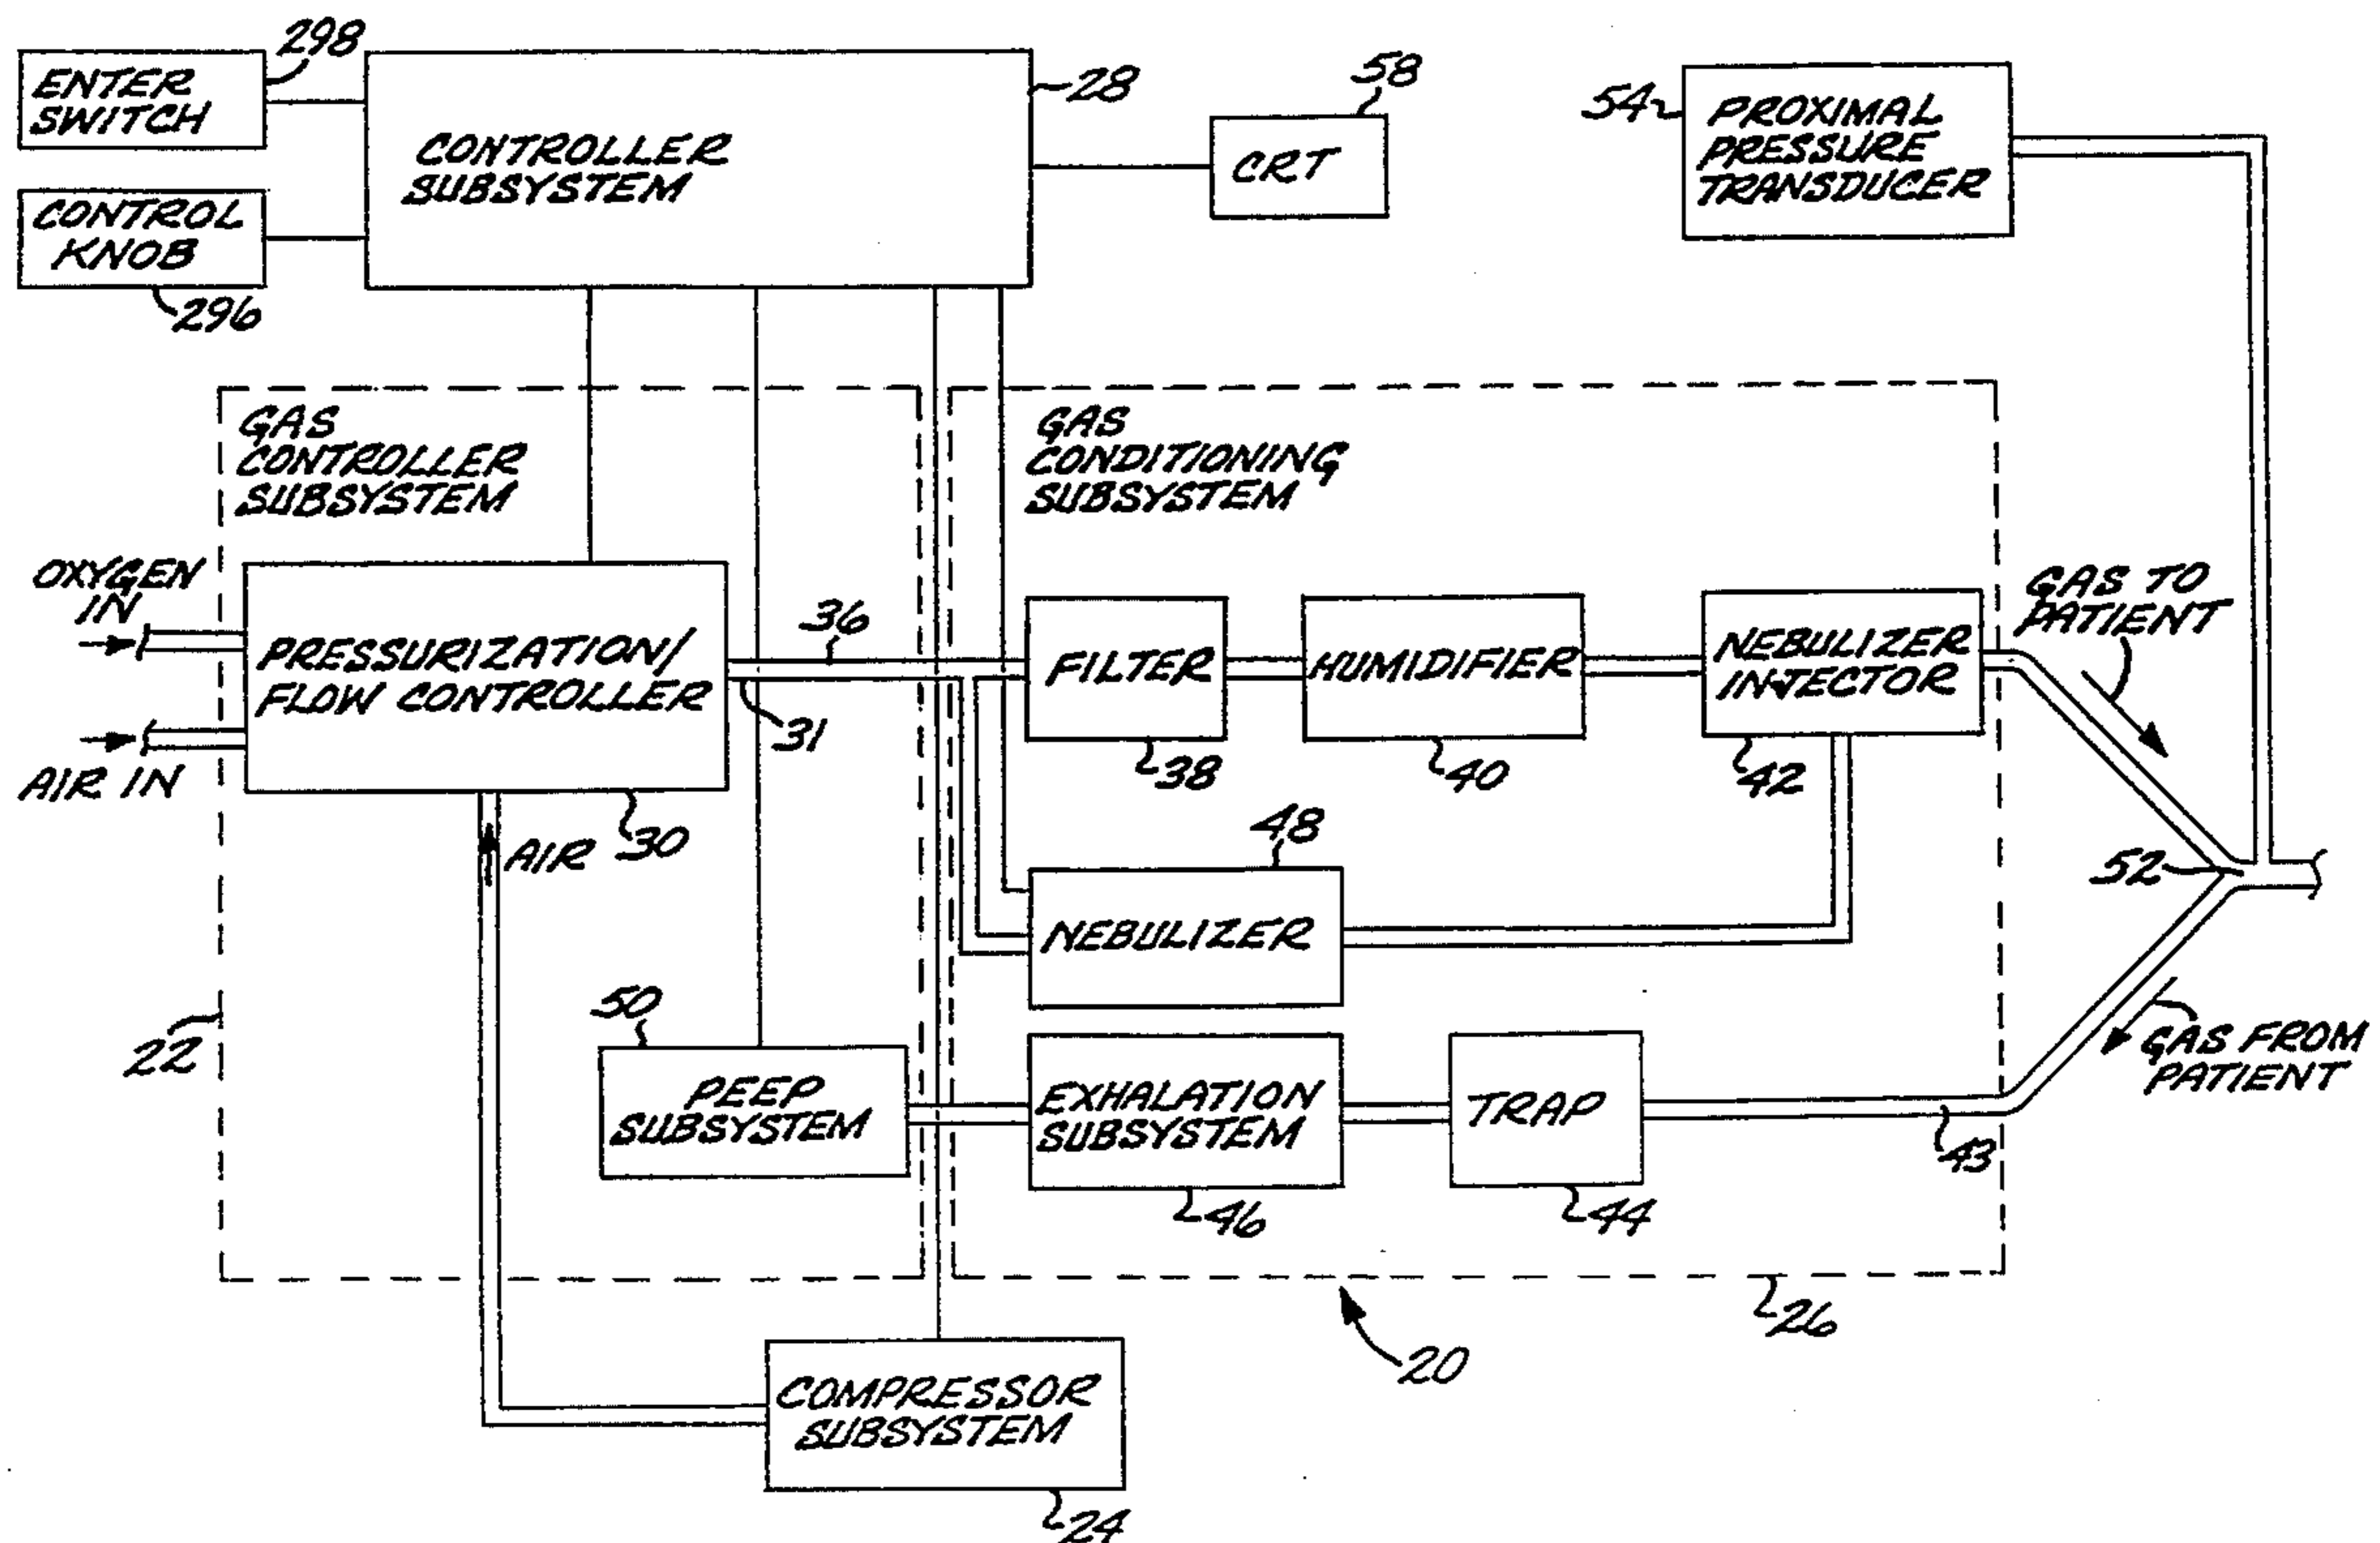 298
ENTER
SWITCH
CONTROL
KNOB
296
CONTROLLER
SUBSYSTEM
28
58
CRT
54
PROXIMAL
PRESSURE
TRANSDUCER
GAS
CONTROLLER
SUBSYSTEM
GAS
CONDITIONING
SUBSYSTEM
OXYGEN
IN
AIR IN
PRESSURIZATION/
FLOW CONTROLLER
30
AIR
36
31
FILTER
38
HUMIDIFIER
40
NEBULIZER
INJECTOR
42
GAS TO
PATIENT
48
NEBULIZER
52
22
50
PEEP
SUBSYSTEM
EXHALATION
SUBSYSTEM
46
TRAP
44
43
GAS FROM
PATIENT
26
20
COMPRESSOR
SUBSYSTEM
24